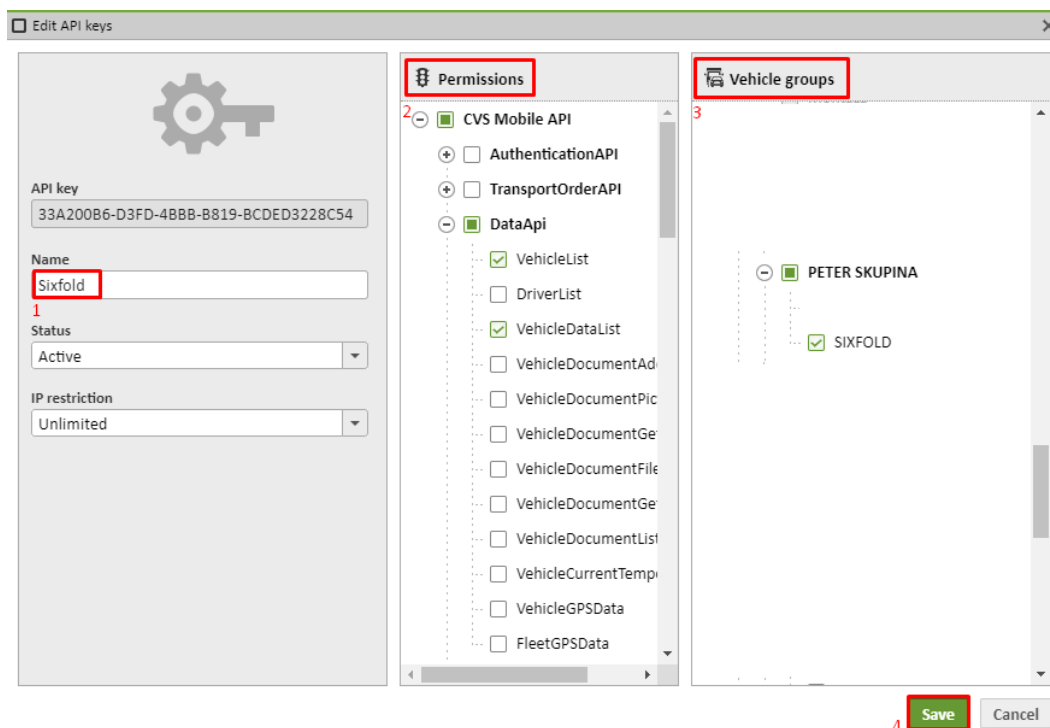 Edit API keys
API key
33A200B6-D3FD-4BBB-B819-BCDED3228C54
Name
Sixfold
1
Status
Active
IP restriction
Unlimited
Permissions
2
CVS Mobile API
AuthenticationAPI
TransportOrderAPI
DataApi
VehicleList
DriverList
VehicleDataList
VehicleDocumentAd
VehicleDocumentPic
VehicleDocumentGe
VehicleDocumentFile
VehicleDocumentGe
VehicleDocumentList
VehicleCurrentTemp
VehicleGPSData
FleetGPSData
Vehicle groups
3
PETER SKUPINA
SIXFOLD
4
Save
Cancel